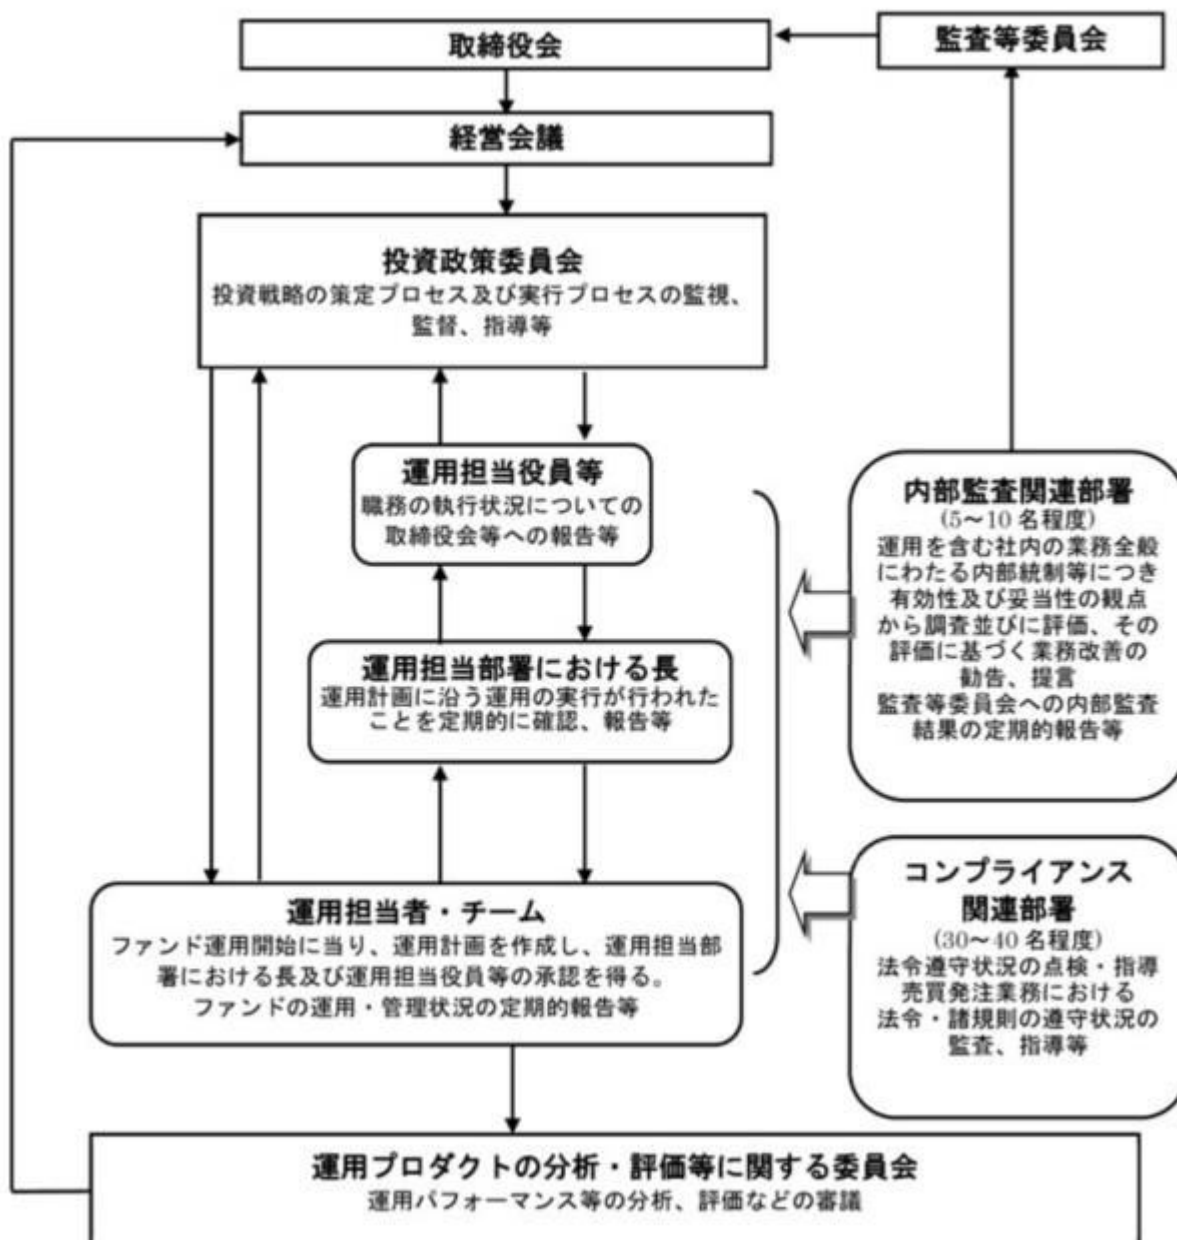 取締役会
監査等委員会
経営会議
投資政策委員会
投資戦略の策定プロセス及び実行プロセスの監視、
監督、指導等
運用担当役員等
職務の執行状況についての
取締役会等への報告等
運用担当部署における長
運用計画に沿う運用の実行が行われた
ことを定期的に確認、報告等
運用担当者・チーム
ファンド運用開始に当り、運用計画を作成し、運用担当部
署における長及び運用担当役員等の承認を得る。
ファンドの運用・管理状況の定期的報告等
内部監査関連部署
(5～10 名程度)
運用を含む社内の業務全般
にわたる内部統制等につき
有効性及び妥当性の観点
から調査並びに評価、その
評価に基づく業務改善の
勧告、提言
監査等委員会への内部監査
結果の定期的報告等
コンプライアンス
関連部署
(30～40 名程度)
法令遵守状況の点検・指導
売買発注業務における
法令・諸規則の遵守状況の
監査、指導等
運用プロダクトの分析・評価等に関する委員会
運用パフォーマンス等の分析、評価などの審議